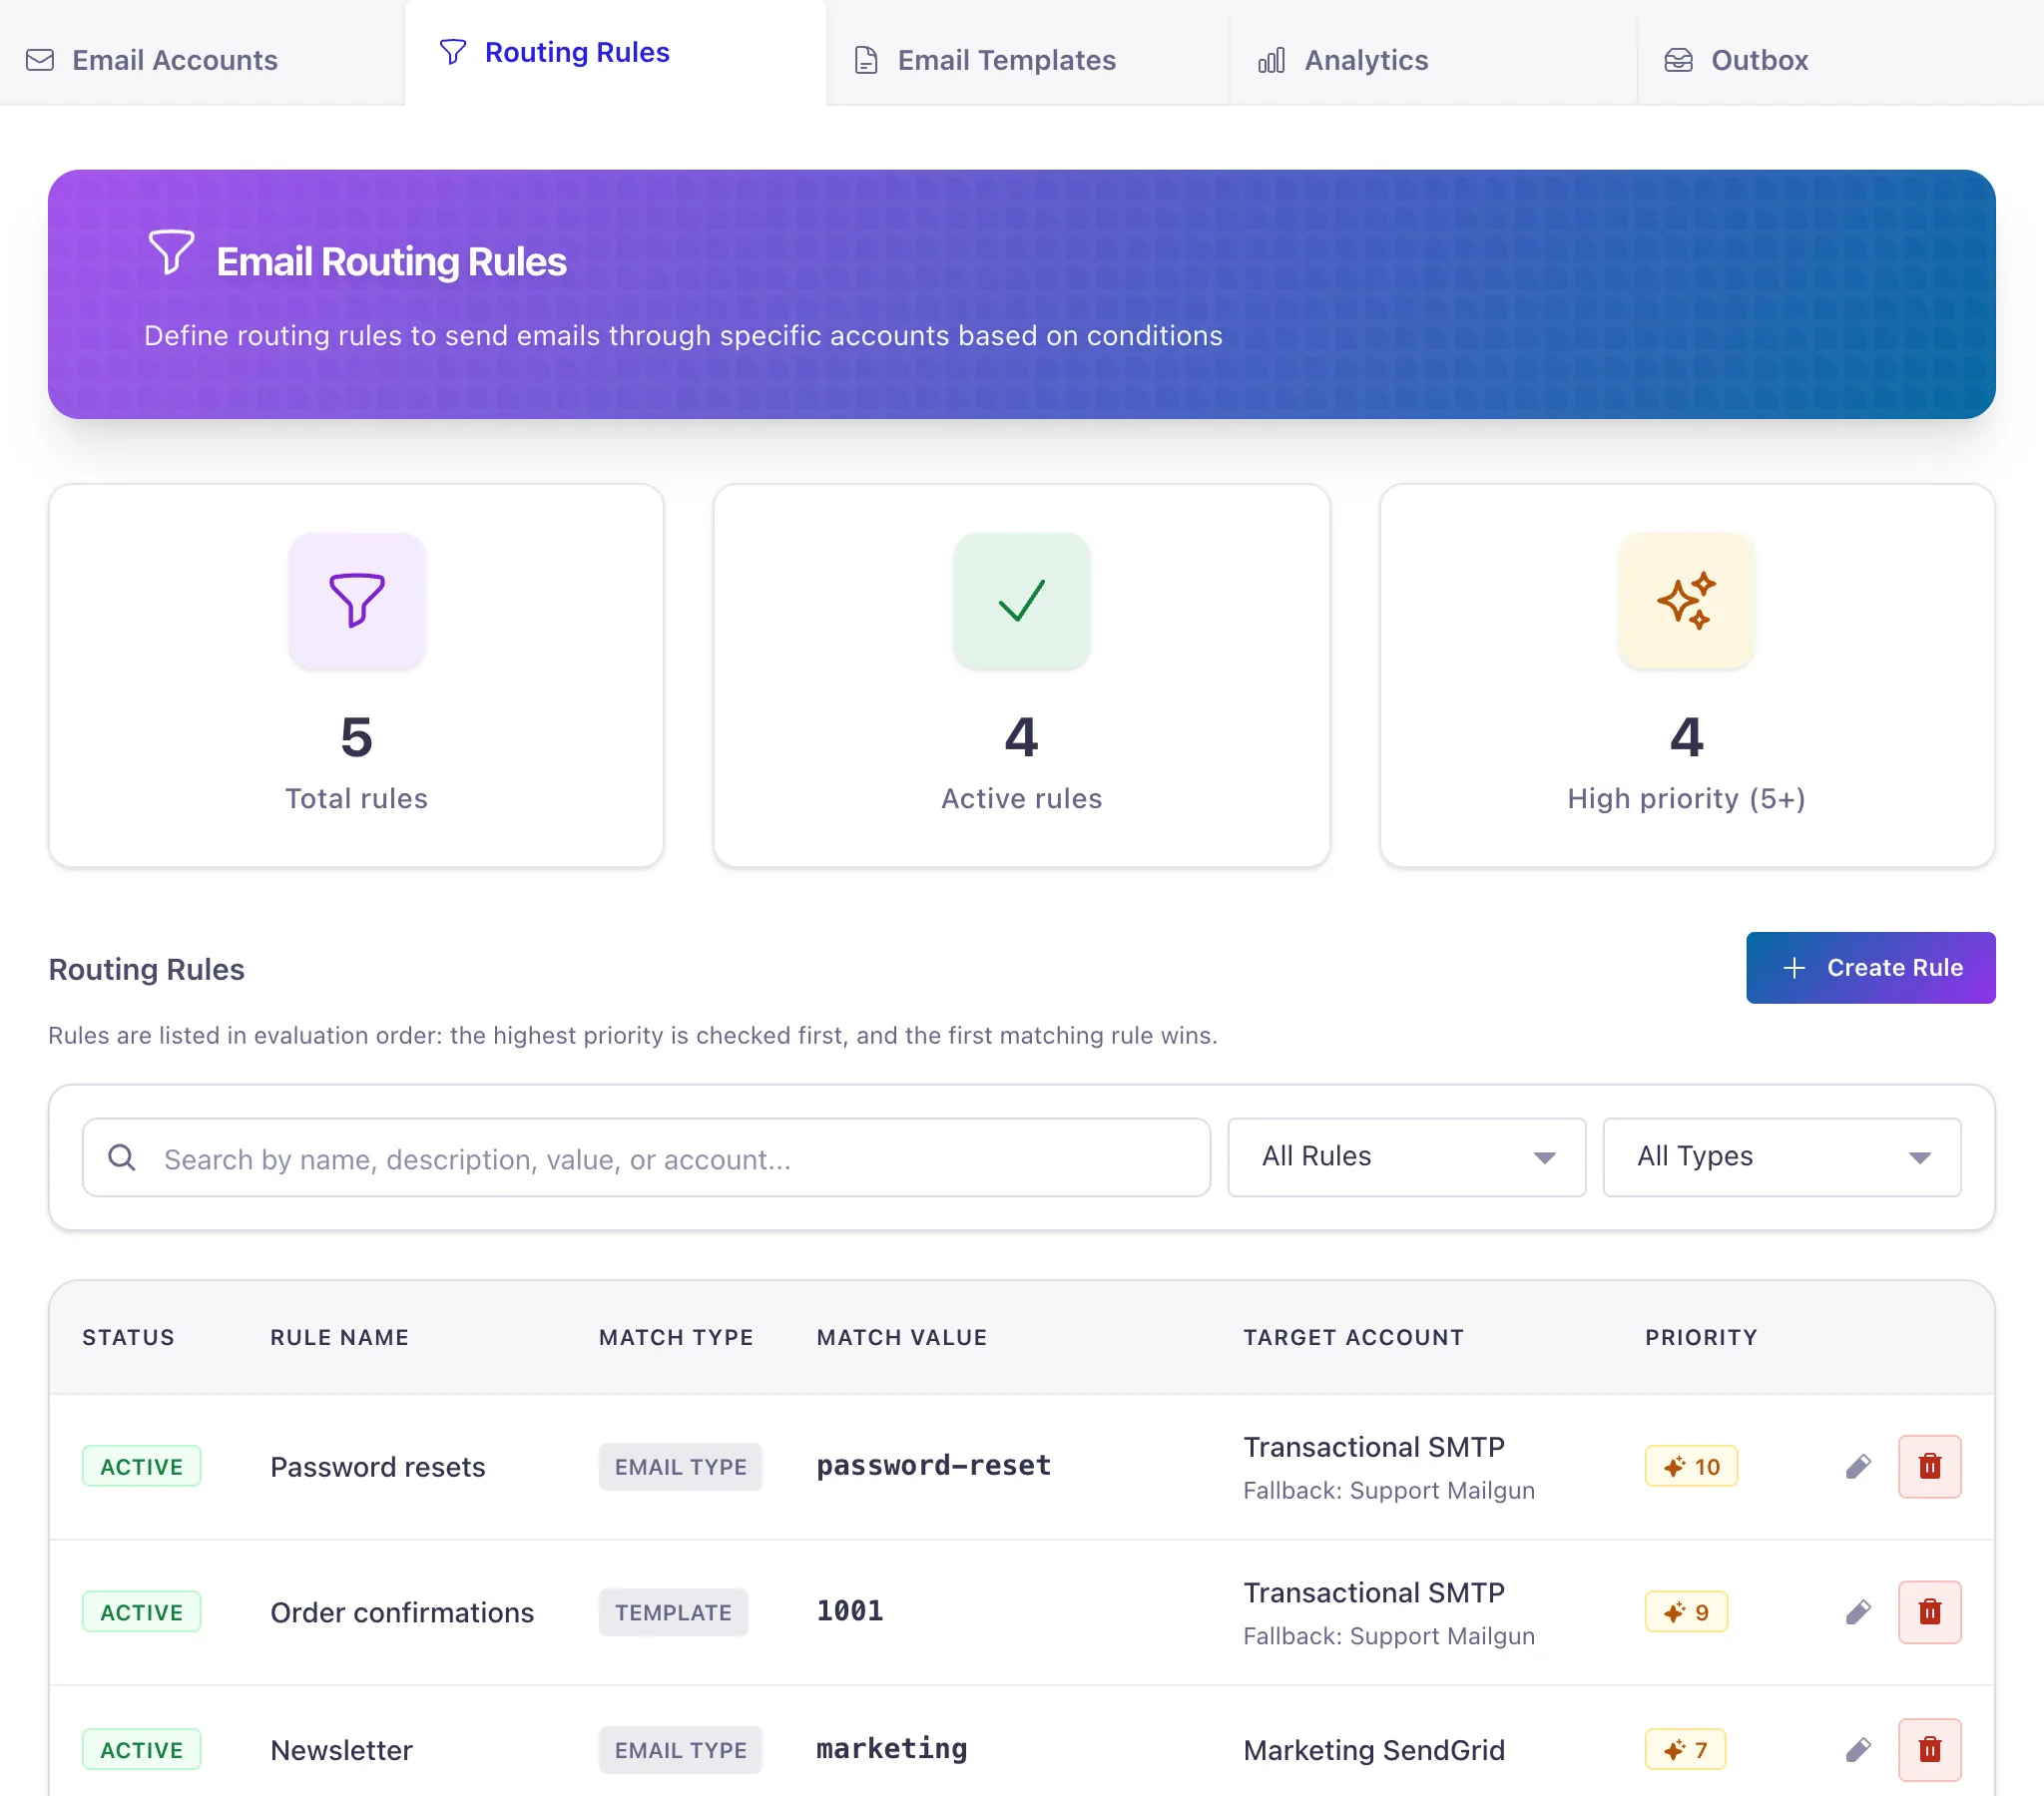 Email Accounts
Routing Rules
Email Templates
Analytics
Outbox
Email Routing Rules
Define routing rules to send emails through specific accounts based on conditions
5
Total rules
4
Active rules
4
High priority (5+)
Routing Rules
Create Rule
Rules are listed in evaluation order: the highest priority is checked first, and the first matching rule wins.
Search by name, description, value, or account...
All Rules
All Types
STATUS RULE NAME MATCH TYPE MATCH VALUE TARGET ACCOUNT PRIORITY
ACTIVE Password resets EMAIL TYPE password-reset Transactional SMTP 10
Fallback: Support Mailgun
ACTIVE Order confirmations TEMPLATE 1001 Transactional SMTP 9
Fallback: Support Mailgun
ACTIVE Newsletter EMAIL TYPE marketing Marketing SendGrid 7